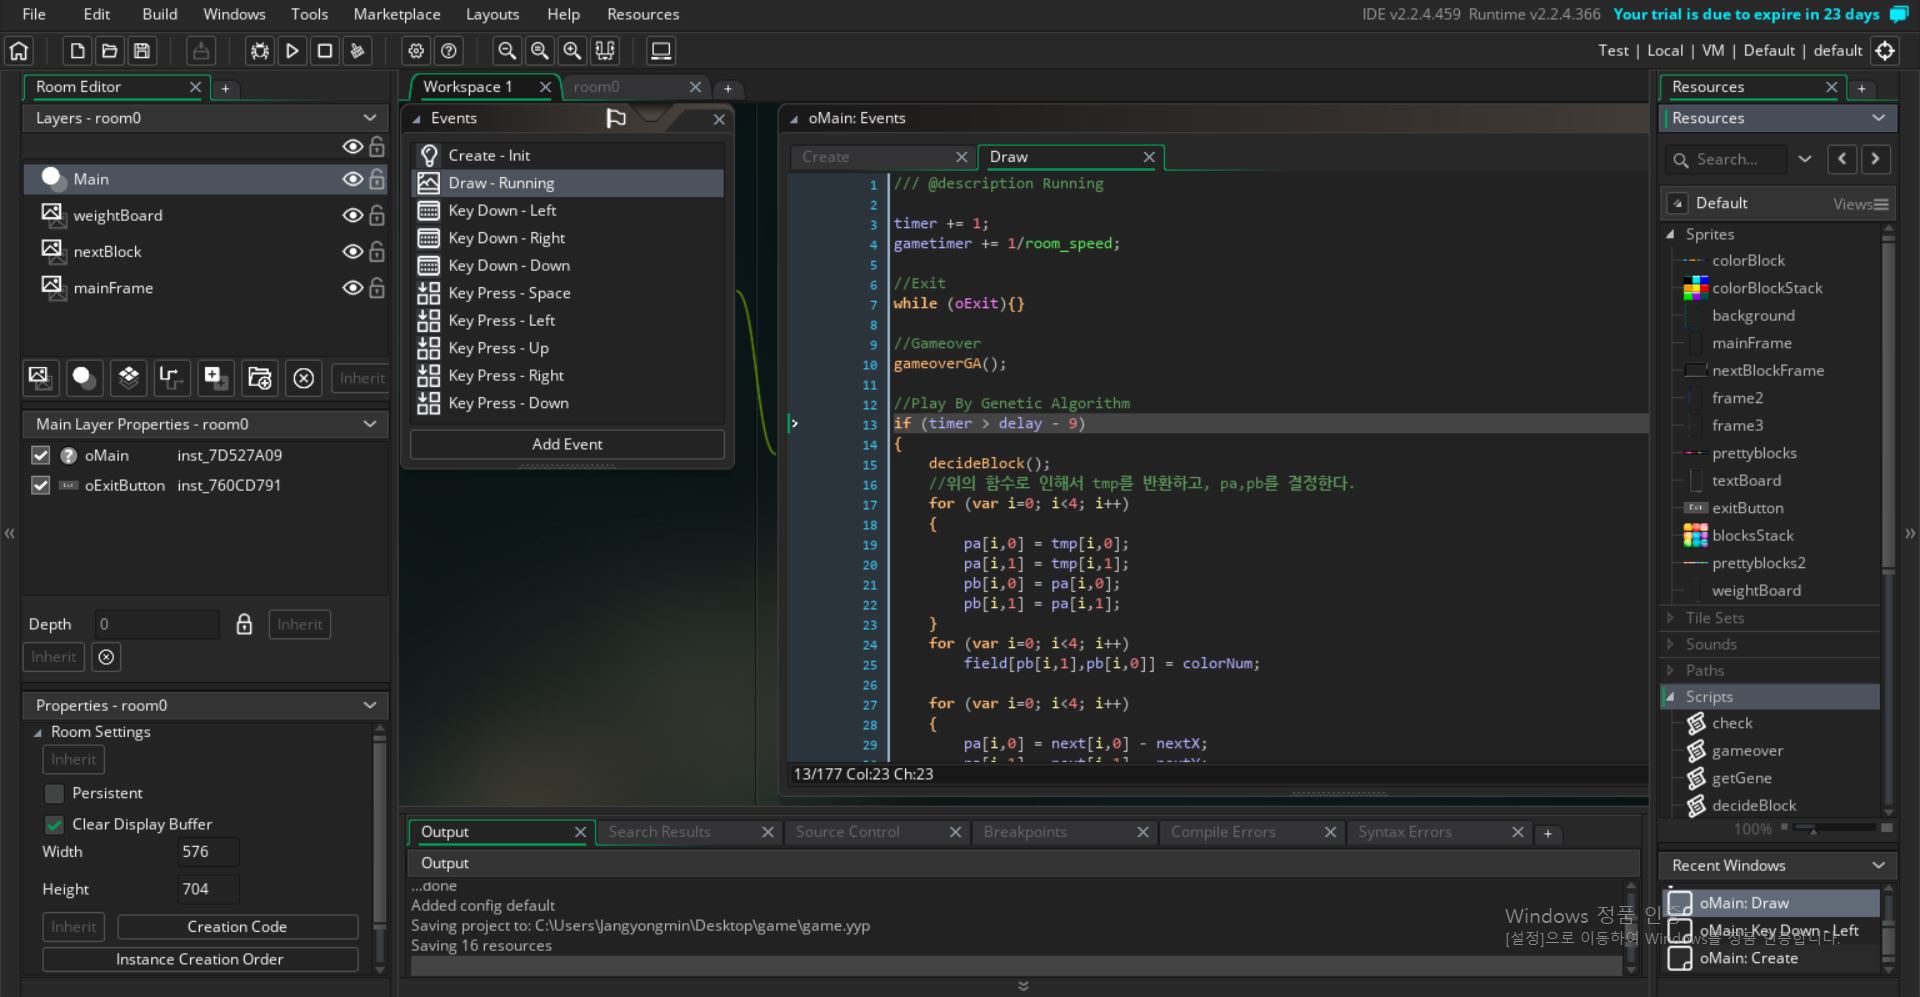 File Edit Build Windows Tools Marketplace Layouts Help Resources
IDE v2.2.4.459 Runtime v2.2.4.366 Your trial is due to expire in 23 days
Test | Local | VM | Default | default
Room Editor
Layers - room0
Main
weightBoard
nextBlock
mainFrame
Inherit
Main Layer Properties - room0
oMain inst_7D527A09
oExitButton inst_760CD791
Depth 0 Inherit
Inherit
Properties - room0
Room Settings
Inherit
Persistent
Clear Display Buffer
Width 576
Height 704
Inherit Creation Code
Instance Creation Order
Workspace 1 room0
Events
Create - Init
Draw - Running
Key Down - Left
Key Down - Right
Key Down - Down
Key Press - Space
Key Press - Left
Key Press - Up
Key Press - Right
Key Press - Down
Add Event
oMain: Events
Create Draw
1 /// @description Running
2
3 timer += 1;
4 gametimer += 1/room_speed;
5
6 //Exit
7 while (oExit){}
8
9 //Gameover
10 gameoverGA();
11
12 //Play By Genetic Algorithm
13 if (timer > delay - 9)
14 {
15 decideBlock();
16 //위의 함수로 인해서 tmp를 반환하고, pa,pb를 결정한다.
17 for (var i=0; i<4; i++)
18 {
19 pa[i,0] = tmp[i,0];
20 pa[i,1] = tmp[i,1];
21 pb[i,0] = pa[i,0];
22 pb[i,1] = pa[i,1];
23 }
24 for (var i=0; i<4; i++)
25 field[pb[i,1],pb[i,0]] = colorNum;
26
27 for (var i=0; i<4; i++)
28 {
29 pa[i,0] = next[i,0] - nextX;
13/177 Col:23 Ch:23
Output Search Results Source Control Breakpoints Compile Errors Syntax Errors
Output
...done
Added config default
Saving project to: C:\Users\Jangyongmin\Desktop\game\game.yyp
Saving 16 resources
Resources
Resources
Search...
Default Views
Sprites
colorBlock
colorBlockStack
background
mainFrame
nextBlockFrame
frame2
frame3
prettyblocks
textBoard
exitButton
blocksStack
prettyblocks2
weightBoard
Tile Sets
Sounds
Paths
Scripts
check
gameover
getGene
decideBlock
100%
Recent Windows
oMain: Draw
oMain: Key Down - Left
oMain: Create
Windows 정품 인증
[설정]으로 이동하여 Windows를 정품 인증합니다.